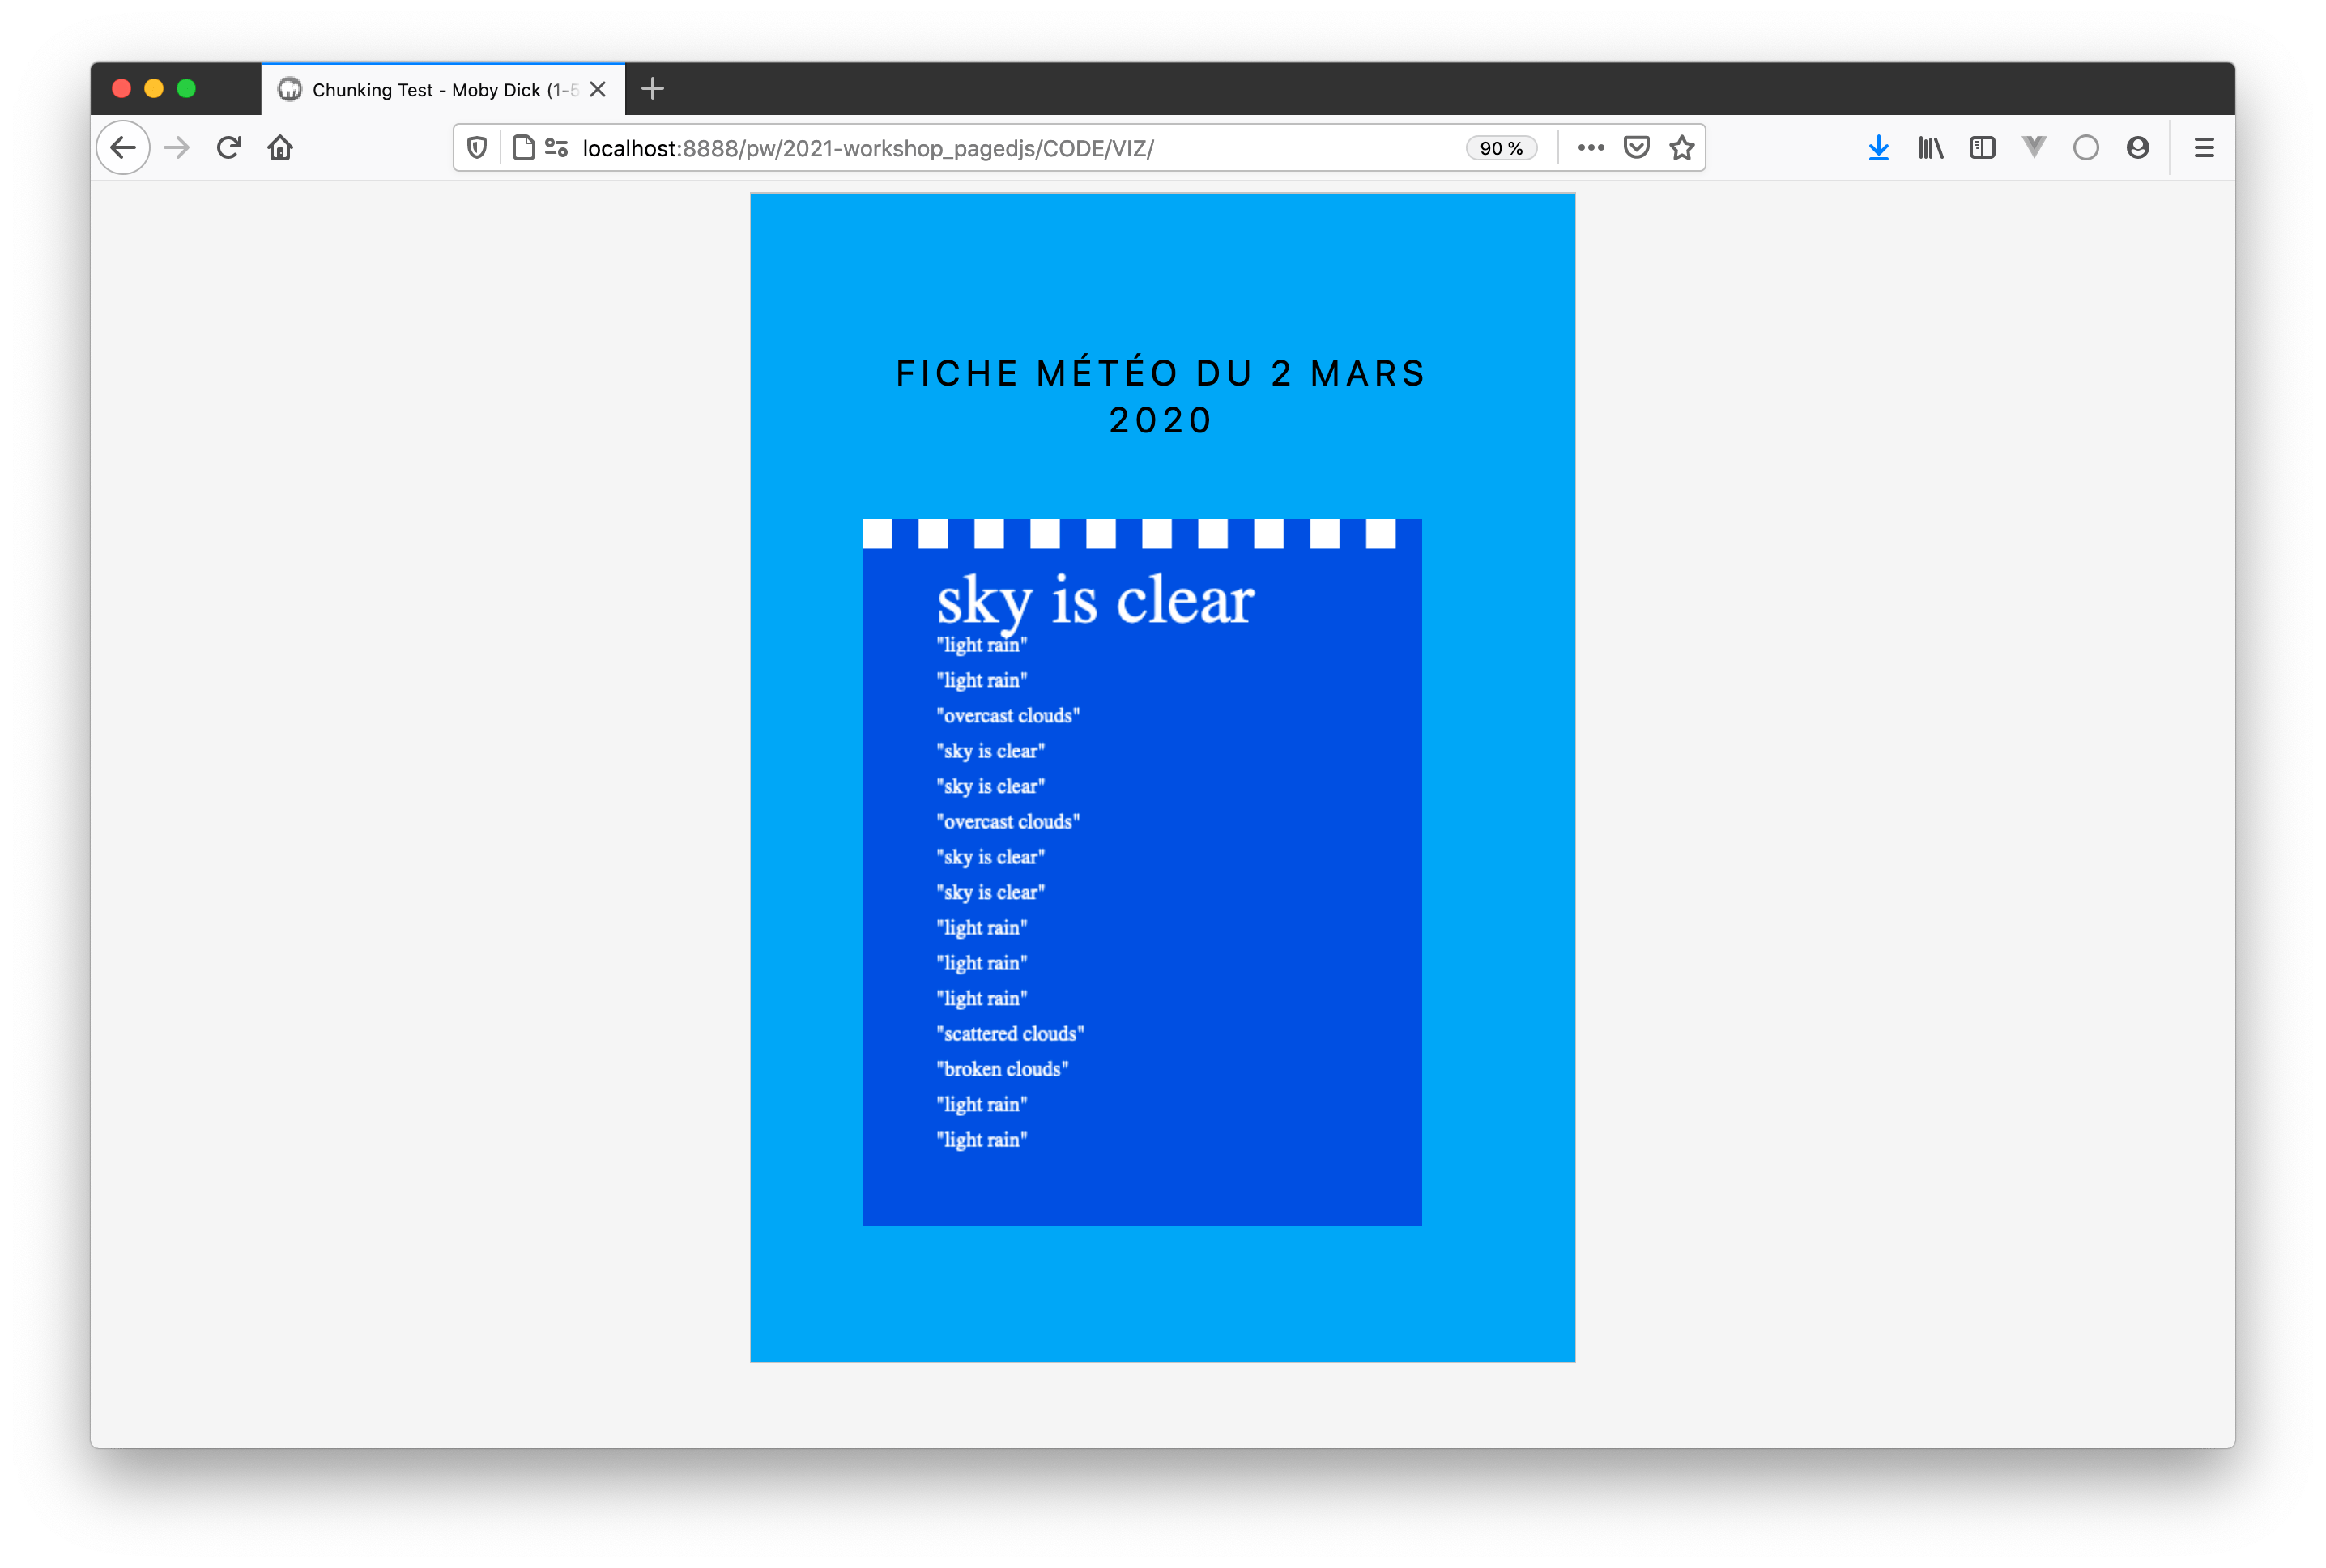 Chunking Test - Moby Dick (1-5
localhost:8888/pw/2021-workshop_pagedjs/CODE/VIZ/
90 %
FICHE MÉTÉO DU 2 MARS
2020
sky is clear
"light rain"
"light rain"
"overcast clouds"
"sky is clear"
"sky is clear"
"overcast clouds"
"sky is clear"
"sky is clear"
"light rain"
"light rain"
"light rain"
"scattered clouds"
"broken clouds"
"light rain"
"light rain"